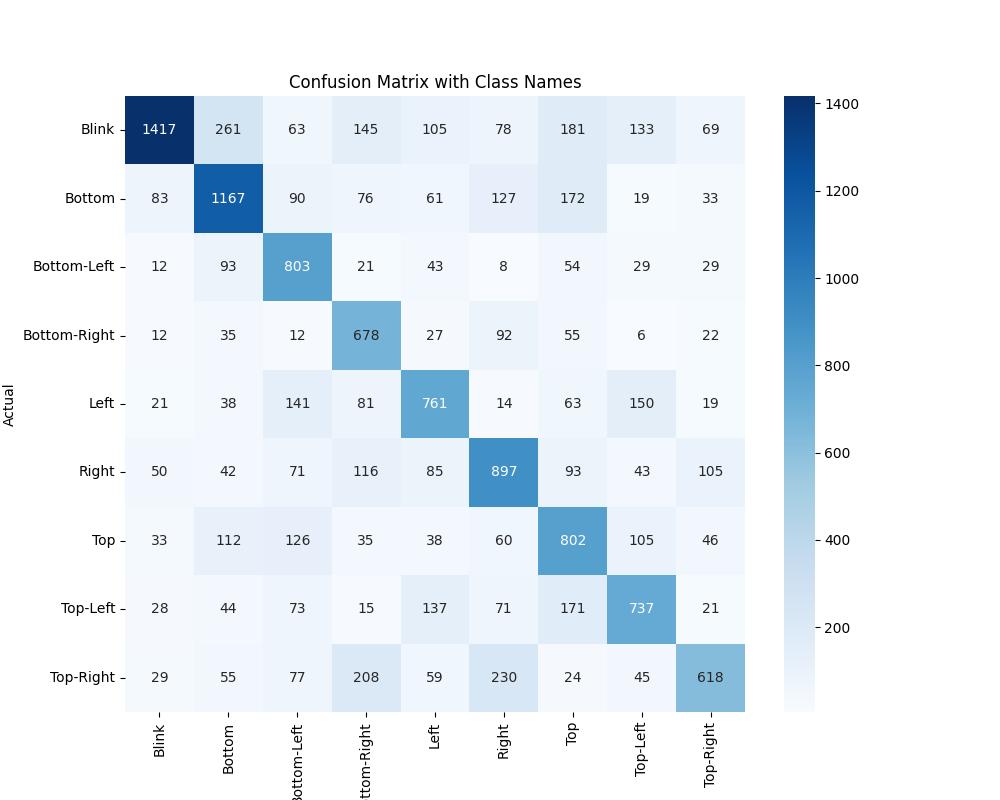 Confusion Matrix with Class Names
Blink 1417 261 63 145 105 78 181 133 69
Bottom 83 1167 90 76 61 127 172 19 33
Bottom-Left 12 93 803 21 43 8 54 29 29
Bottom-Right 12 35 12 678 27 92 55 6 22
Left 21 38 141 81 761 14 63 150 19
Right 50 42 71 116 85 897 93 43 105
Top 33 112 126 35 38 60 802 105 46
Top-Left 28 44 73 15 137 71 171 737 21
Top-Right 29 55 77 208 59 230 24 45 618
Actual
Blink
Bottom
ottom-Left
ttom-Right
Left
Right
Top
Top-Left
Top-Right
1400
1200
1000
800
600
400
200